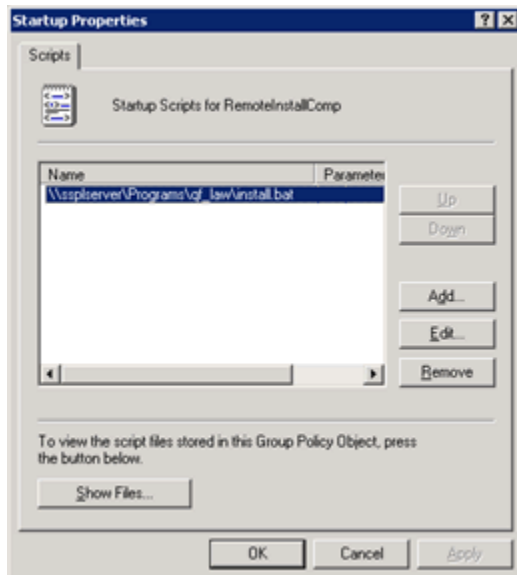 Startup Properties
Scripts
Startup Scripts for RemoteInstallComp
Name Parameter
\\ssplserver\Programs\qf_law\install.bat
Up
Down
Add...
Edit...
Remove
To view the script files stored in this Group Policy Object, press
the button below.
Show Files...
OK Cancel Apply